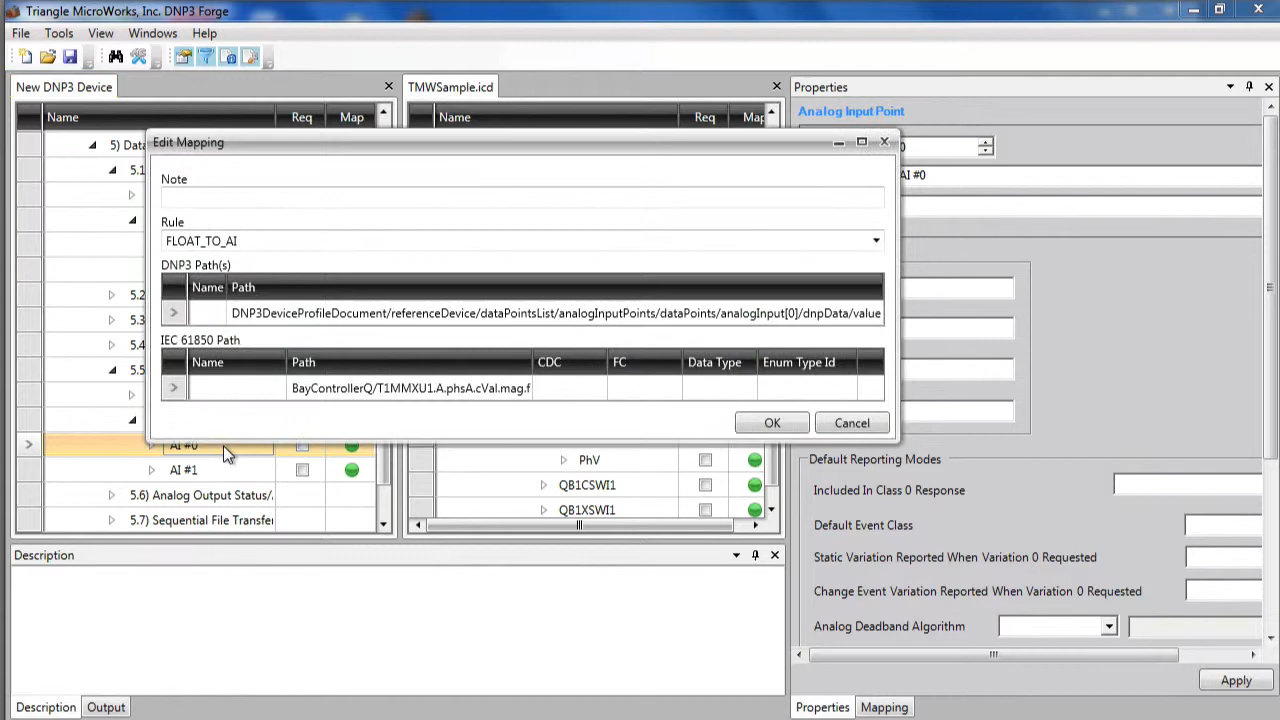 Triangle MicroWorks, Inc. DNP3 Forge
File Tools View Windows Help
New DNP3 Device
TMWSample.icd
Properties
Name Req Map
Name Req Map
Analog Input Point
5) Data
5.1
5.2
5.3
5.4
5.5
0
AI #0
Edit Mapping
Note
Rule
FLOAT_TO_AI
DNP3 Path(s)
Name Path
DNP3DeviceProfileDocument/referenceDevice/dataPointsList/analogInputPoints/dataPoints/analogInput[0]/dnpData/value
IEC 61850 Path
Name Path CDC FC Data Type Enum Type Id
BayControllerQ/T1MMXU1.A.phsA.cVal.mag.f
OK Cancel
AI #0
AI #1
5.6) Analog Output Status/.
5.7) Sequential File Transfer
PhV
QB1CSWI1
QB1XSWI1
Default Reporting Modes
Included In Class 0 Response
Default Event Class
Static Variation Reported When Variation 0 Requested
Change Event Variation Reported When Variation 0 Requested
Analog Deadband Algorithm
Apply
Description
Description Output
Properties Mapping